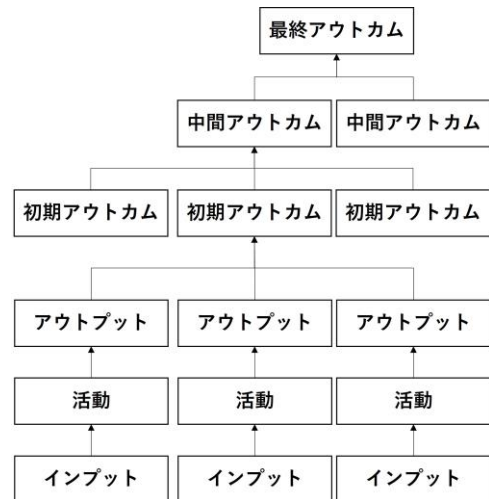 最終アウトカム
中間アウトカム
中間アウトカム
初期アウトカム
初期アウトカム
初期アウトカム
アウトプット
アウトプット
アウトプット
活動
活動
活動
インプット
インプット
インプット